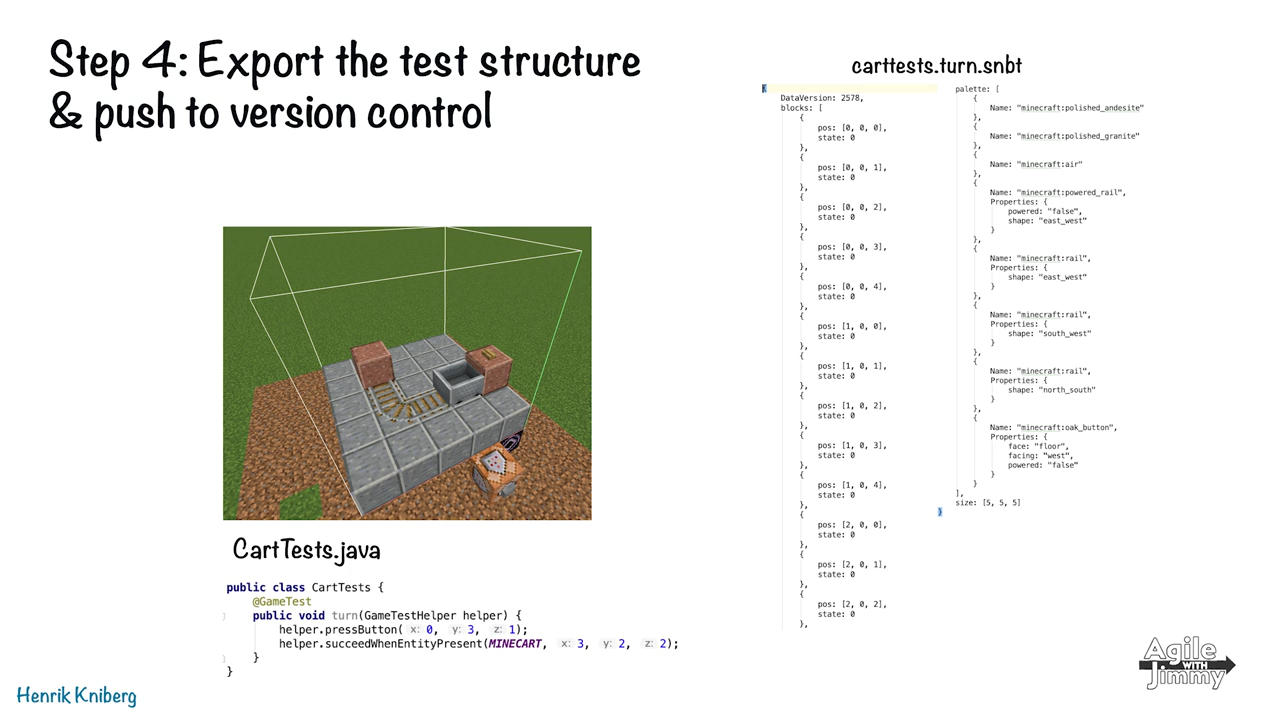 Step 4: Export the test structure
& push to version control
CartTests.java
public class CartTests {
@GameTest
public void turn(GameTestHelper helper) {
helper.pressButton( x: 0, y: 3, z: 1);
helper.succeedWhenEntityPresent(MINECART, x: 3, y: 2, z: 2);
}
}
Henrik Kniberg
carttests.turn.snbt
{
DataVersion: 2578,
blocks: [
{
pos: [0, 0, 0],
state: 0
},
{
pos: [0, 0, 1],
state: 0
},
{
pos: [0, 0, 2],
state: 0
},
{
pos: [0, 0, 3],
state: 0
},
{
pos: [0, 0, 4],
state: 0
},
{
pos: [1, 0, 0],
state: 0
},
{
pos: [1, 0, 1],
state: 0
},
{
pos: [1, 0, 2],
state: 0
},
{
pos: [1, 0, 3],
state: 0
},
{
pos: [1, 0, 4],
state: 0
},
{
pos: [2, 0, 0],
state: 0
},
{
pos: [2, 0, 1],
state: 0
},
{
pos: [2, 0, 2],
state: 0
},
palette: [
{
Name: "minecraft:polished_andesite"
},
{
Name: "minecraft:polished_granite"
},
{
Name: "minecraft:air"
},
{
Name: "minecraft:powered_rail",
Properties: {
powered: "false",
shape: "east_west"
}
},
{
Name: "minecraft:rail",
Properties: {
shape: "east_west"
}
},
{
Name: "minecraft:rail",
Properties: {
shape: "south_west"
}
},
{
Name: "minecraft:rail",
Properties: {
shape: "north_south"
}
},
{
Name: "minecraft:oak_button",
Properties: {
face: "floor",
facing: "west",
powered: "false"
}
}
],
size: [5, 5, 5]
}
Agile
WITH
Jimmy